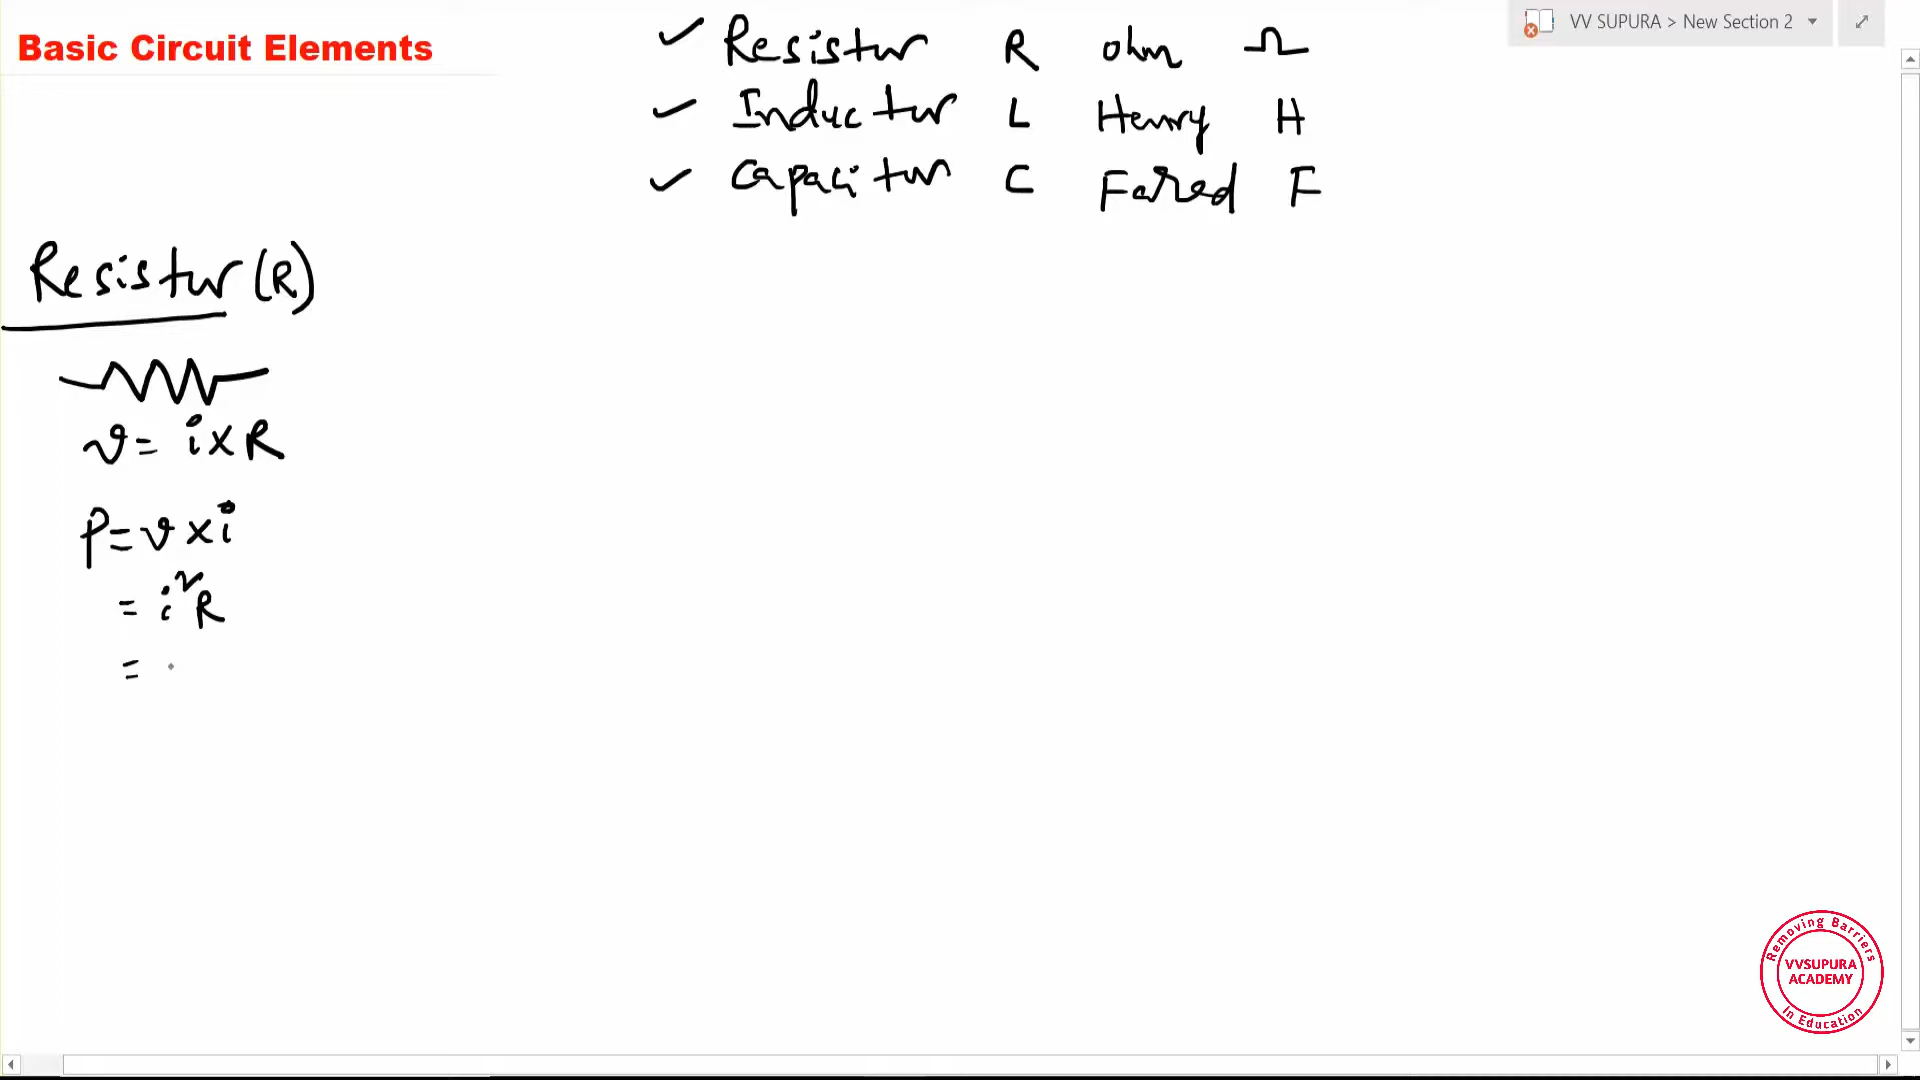 Basic Circuit Elements
✓ Resistor R ohm Ω
✓ Inductor L Henry H
✓ Capacitor C Fared F
VV SUPURA > New Section 2
Resistor (R)
v = i x R
P = v x i
= i²R
=
Removing Barriers
VVSUPURA
ACADEMY
In Education